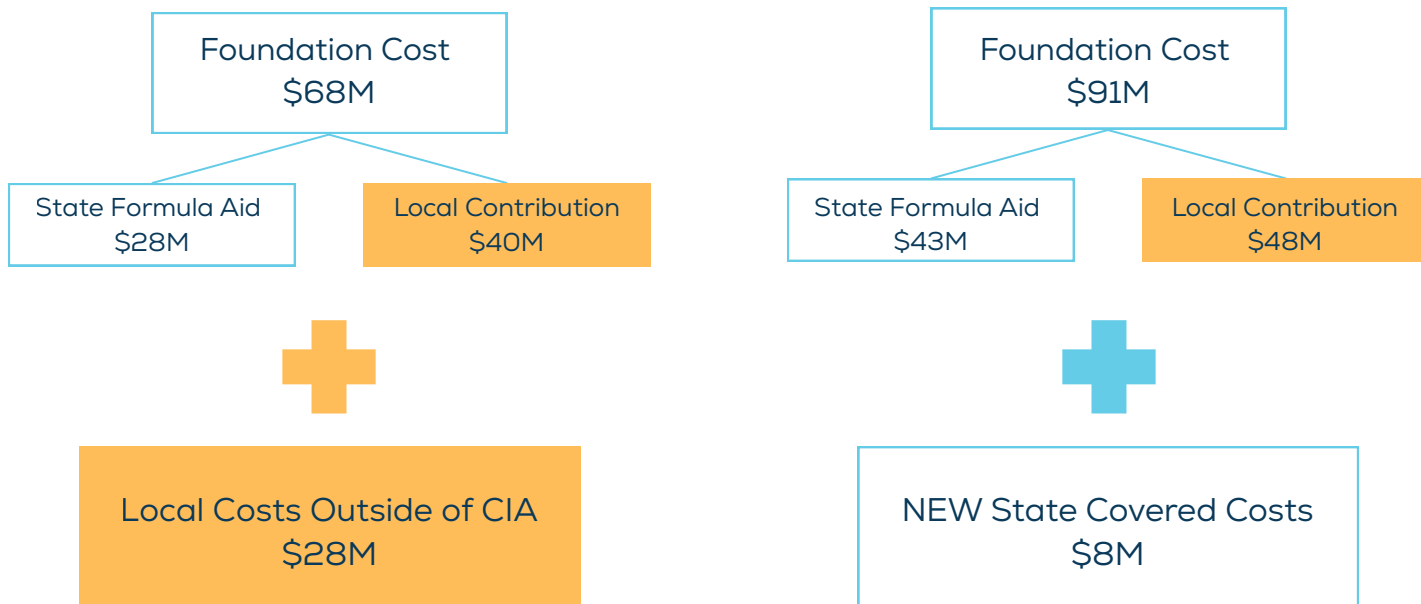 Foundation Cost
$68M
State Formula Aid
$28M
Local Contribution
$40M
Local Costs Outside of CIA
$28M
Foundation Cost
$91M
State Formula Aid
$43M
Local Contribution
$48M
NEW State Covered Costs
$8M